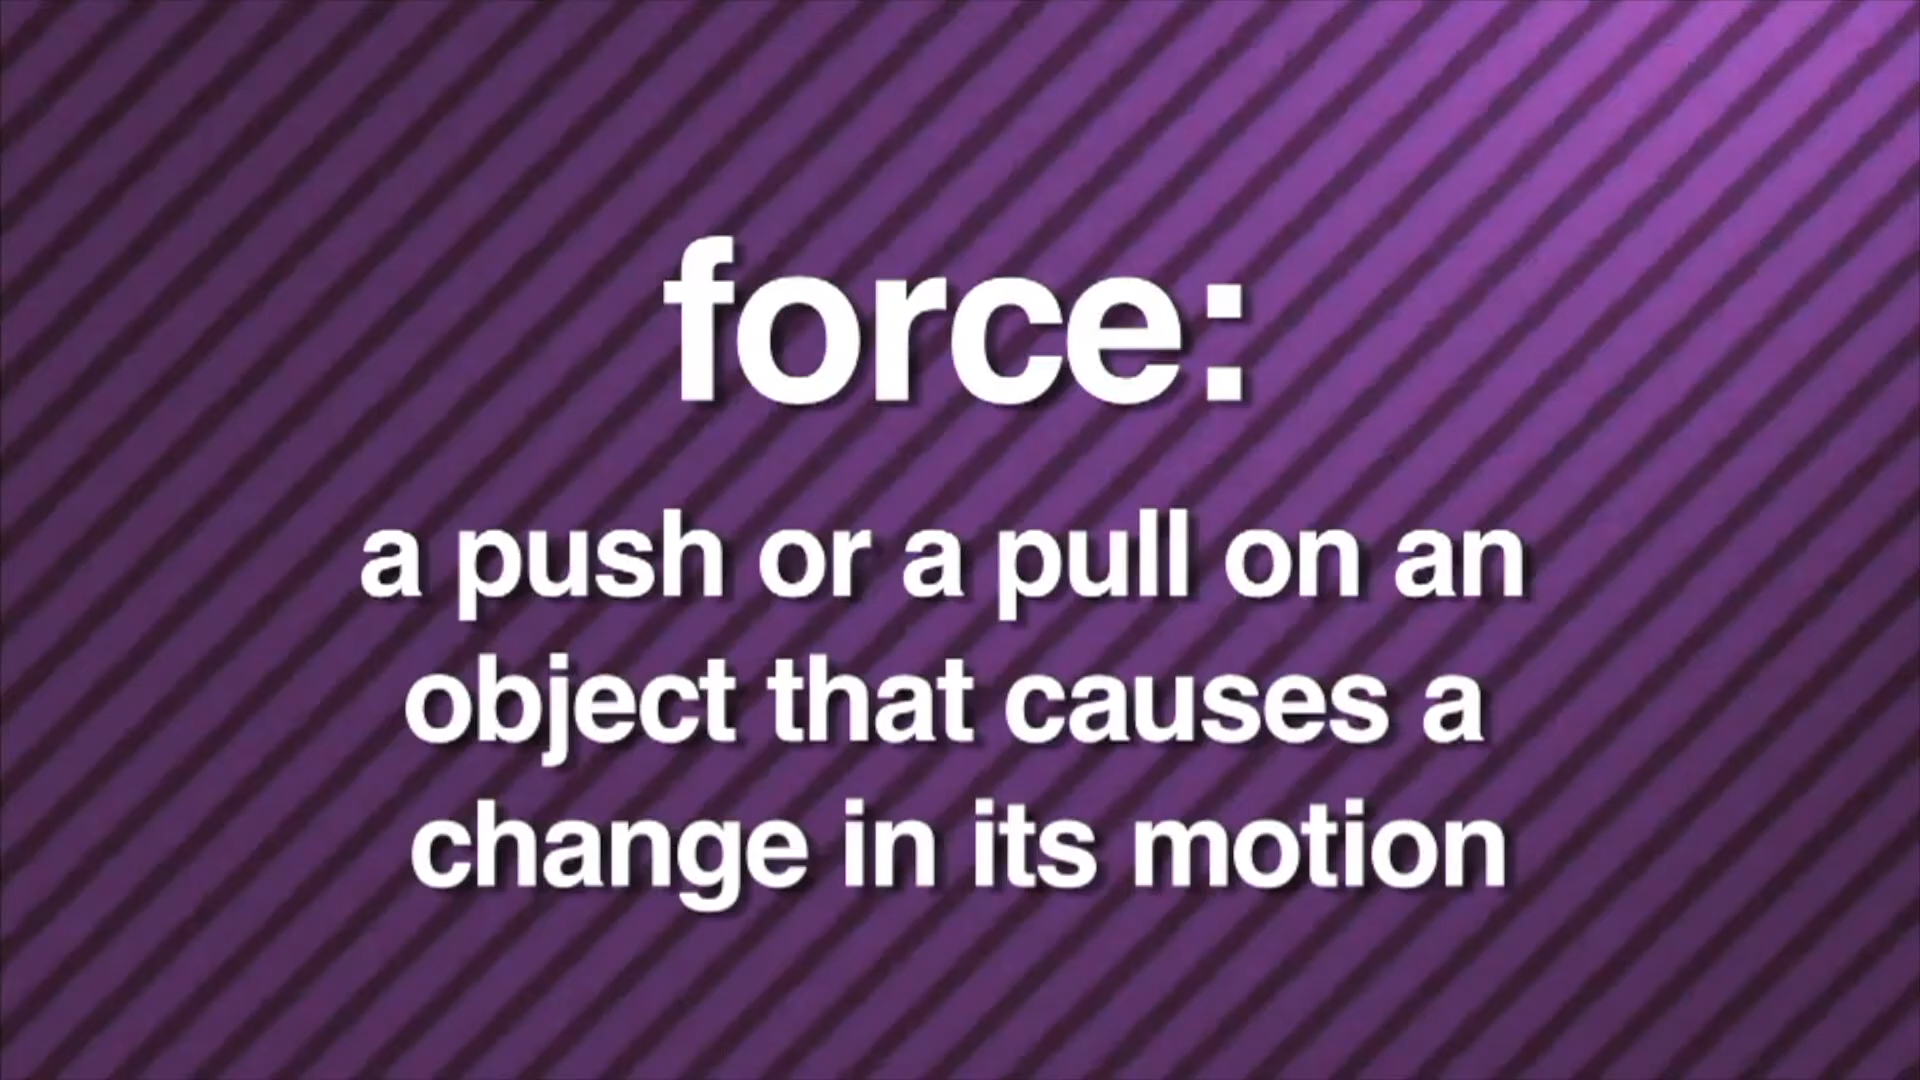 force:
a push or a pull on an
object that causes a
change in its motion